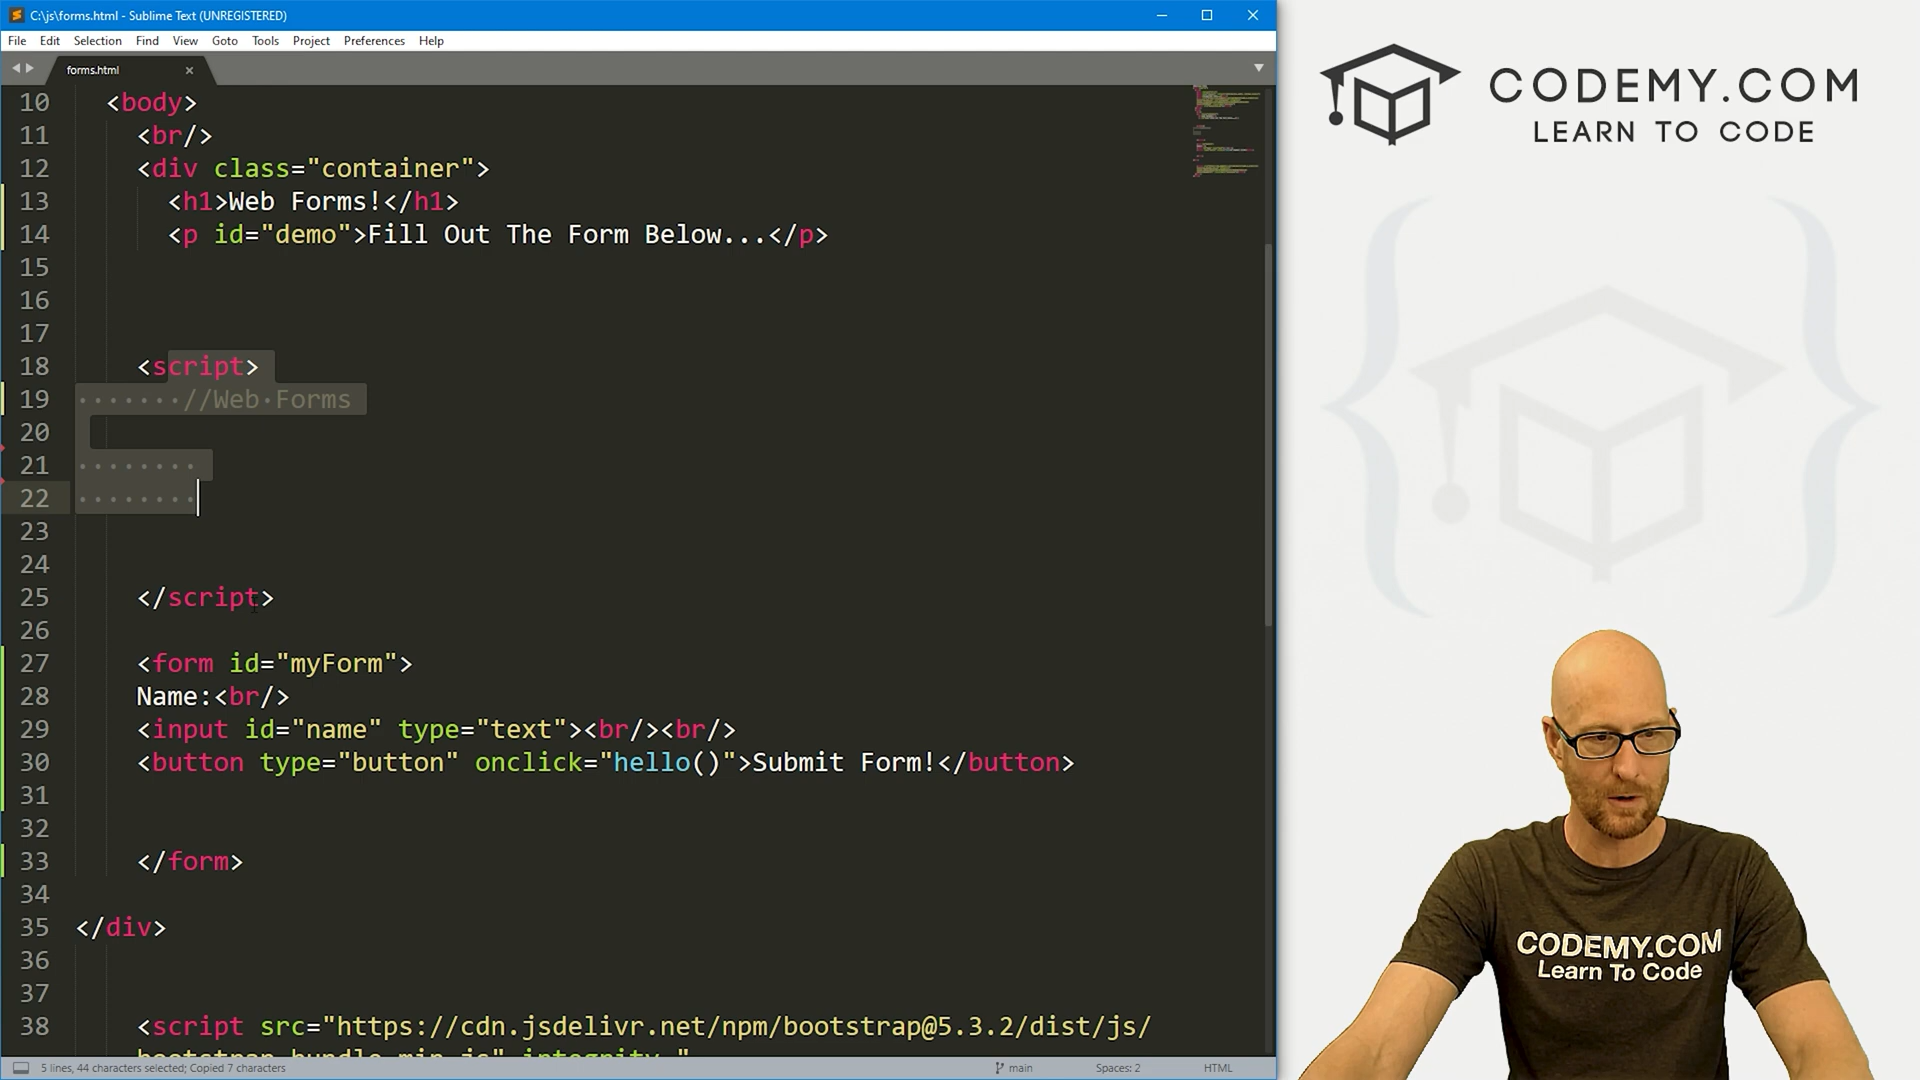 C:\js\forms.html - Sublime Text (UNREGISTERED)
File Edit Selection Find View Goto Tools Project Preferences Help
forms.html
10 <body>
11 <br/>
12 <div class="container">
13 <h1>Web Forms!</h1>
14 <p id="demo">Fill Out The Form Below...</p>
15
16
17
18 <script>
19 //Web Forms
20
21
22
23
24
25 </script>
26
27 <form id="myForm">
28 Name:<br/>
29 <input id="name" type="text"><br/><br/>
30 <button type="button" onclick="hello()">Submit Form!</button>
31
32
33 </form>
34
35 </div>
36
37
38 <script src="https://cdn.jsdelivr.net/npm/bootstrap@5.3.2/dist/js/
bootstrap.bundle.min.js" integrity="
5 lines, 44 characters selected; Copied 7 characters
main
Spaces: 2
HTML
CODEMY.COM
LEARN TO CODE
CODEMY.COM
Learn To Code